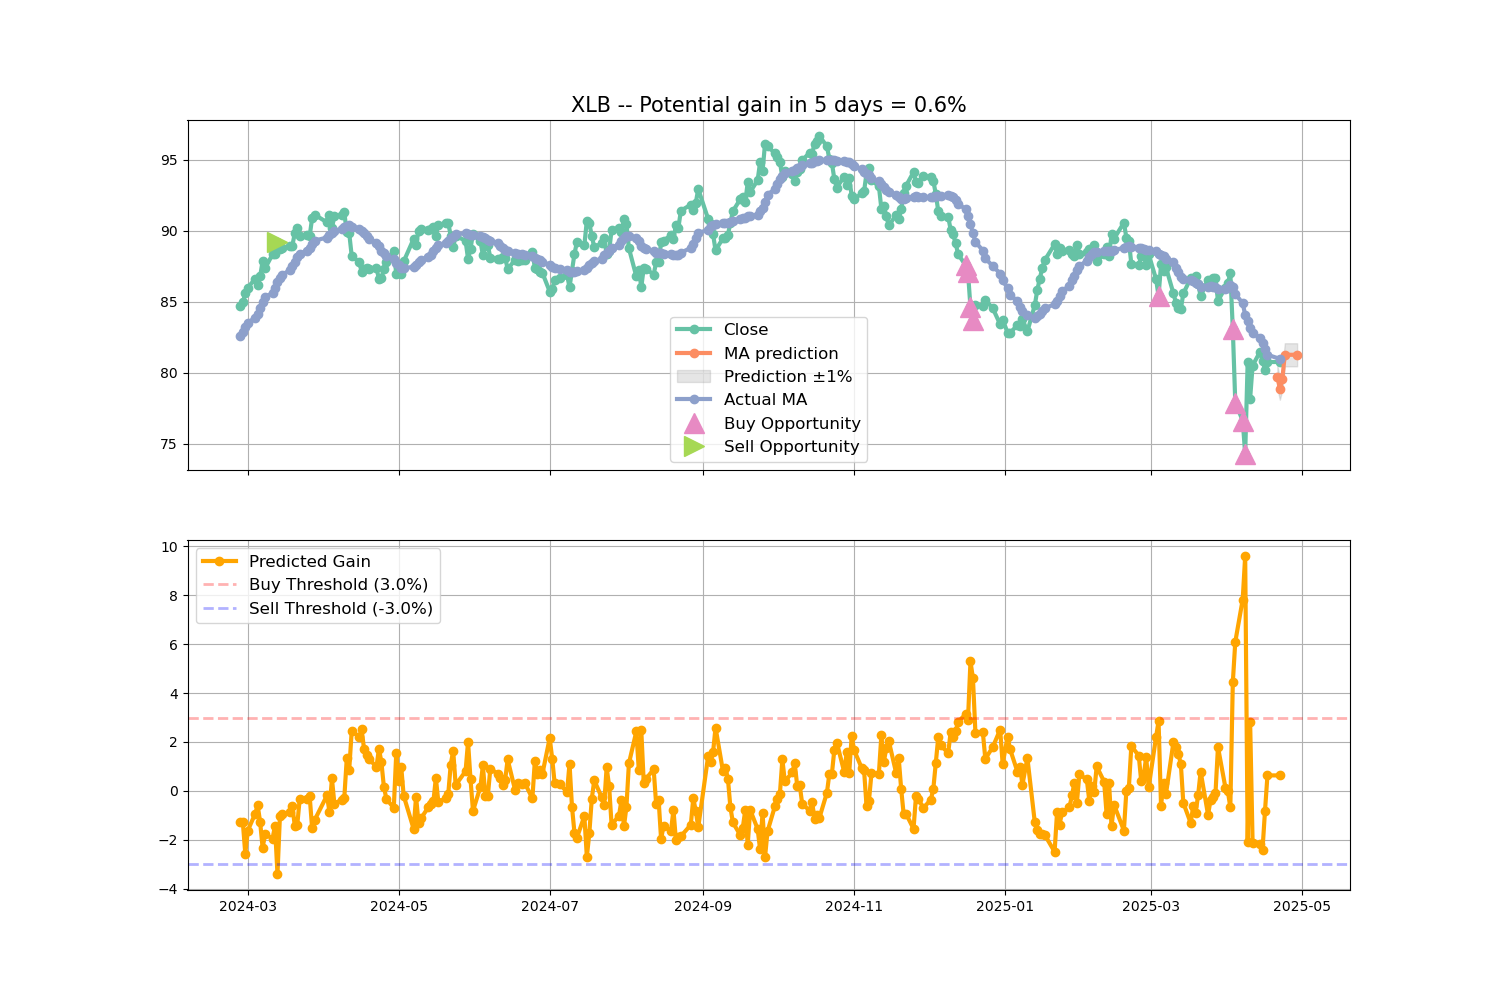 XLB -- Potential gain in 5 days = 0.6%
95
90
85
80
75
Close
MA prediction
Prediction ±1%
Actual MA
Buy Opportunity
Sell Opportunity
10
8
6
4
2
0
−2
−4
Predicted Gain
Buy Threshold (3.0%)
Sell Threshold (-3.0%)
2024-03
2024-05
2024-07
2024-09
2024-11
2025-01
2025-03
2025-05